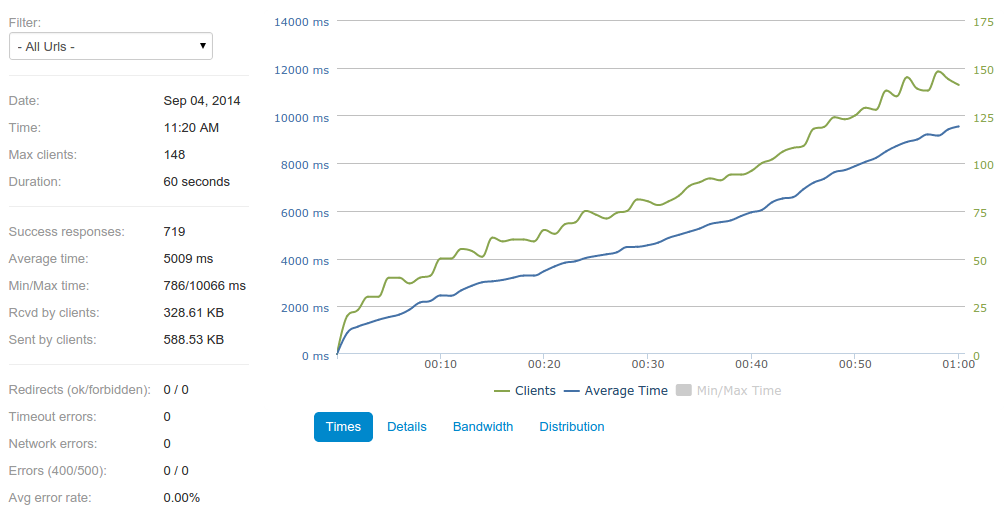 Filter:
- All Urls -
Date: Sep 04, 2014
Time: 11:20 AM
Max clients: 148
Duration: 60 seconds
Success responses: 719
Average time: 5009 ms
Min/Max time: 786/10066 ms
Rcvd by clients: 328.61 KB
Sent by clients: 588.53 KB
Redirects (ok/forbidden): 0 / 0
Timeout errors: 0
Network errors: 0
Errors (400/500): 0 / 0
Avg error rate: 0.00%
14000 ms 175
12000 ms 150
10000 ms 125
8000 ms 100
6000 ms 75
4000 ms 50
2000 ms 25
0 ms 0
00:10 00:20 00:30 00:40 00:50 01:00
Clients Average Time Min/Max Time
Times Details Bandwidth Distribution